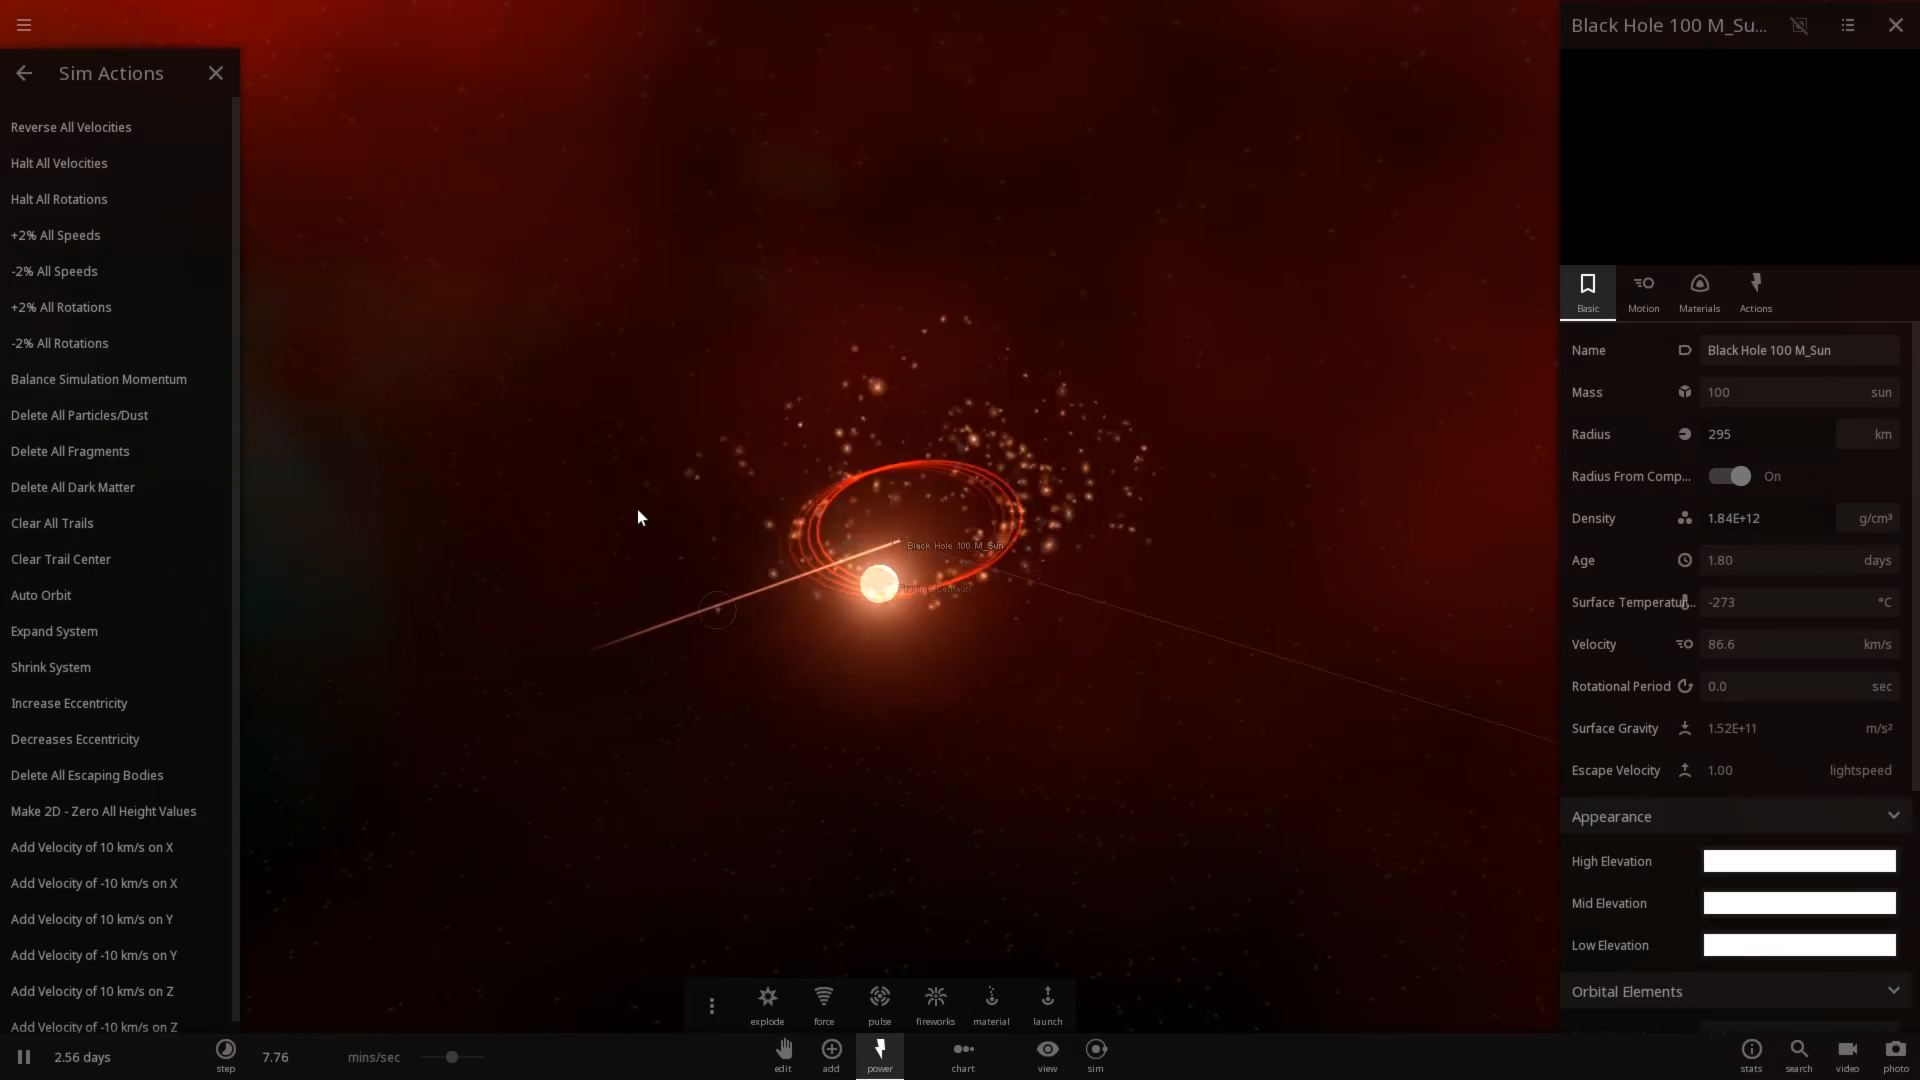 Sim Actions
Reverse All Velocities
Halt All Velocities
Halt All Rotations
+2% All Speeds
-2% All Speeds
+2% All Rotations
-2% All Rotations
Balance Simulation Momentum
Delete All Particles/Dust
Delete All Fragments
Delete All Dark Matter
Clear All Trails
Clear Trail Center
Auto Orbit
Expand System
Shrink System
Increase Eccentricity
Decreases Eccentricity
Delete All Escaping Bodies
Make 2D - Zero All Height Values
Add Velocity of 10 km/s on X
Add Velocity of -10 km/s on X
Add Velocity of 10 km/s on Y
Add Velocity of -10 km/s on Y
Add Velocity of 10 km/s on Z
Add Velocity of -10 km/s on Z
Black Hole 100 M_Sun
Proxima Centauri
Black Hole 100 M_Su...
Basic Motion Materials Actions
Name Black Hole 100 M_Sun
Mass 100 sun
Radius 295 km
Radius From Comp... On
Density 1.84E+12 g/cm³
Age 1.80 days
Surface Temperatur... -273 °C
Velocity 86.6 km/s
Rotational Period 0.0 sec
Surface Gravity 1.52E+11 m/s²
Escape Velocity 1.00 lightspeed
Appearance
High Elevation
Mid Elevation
Low Elevation
Orbital Elements
explode force pulse fireworks material launch
2.56 days step 7.76 mins/sec edit add power chart view sim stats search video photo